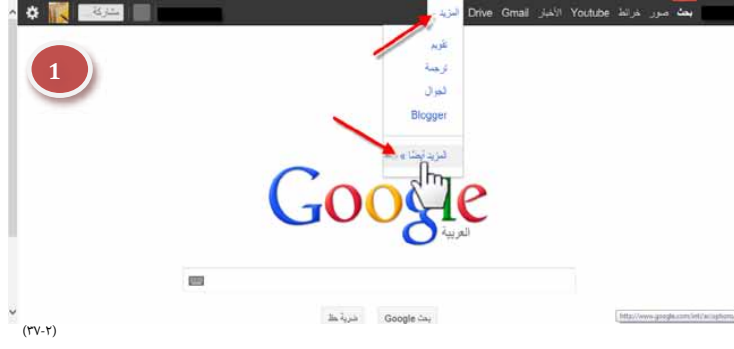 بحث صور خرائط Youtube الأخبار Gmail Drive المزيد
مشاركة...
1
تقويم
ترجمة
الجوال
Blogger
المزيد أيضًا »
Google
العربية
بحث Google ضربة حظ
(٢-٣٧)